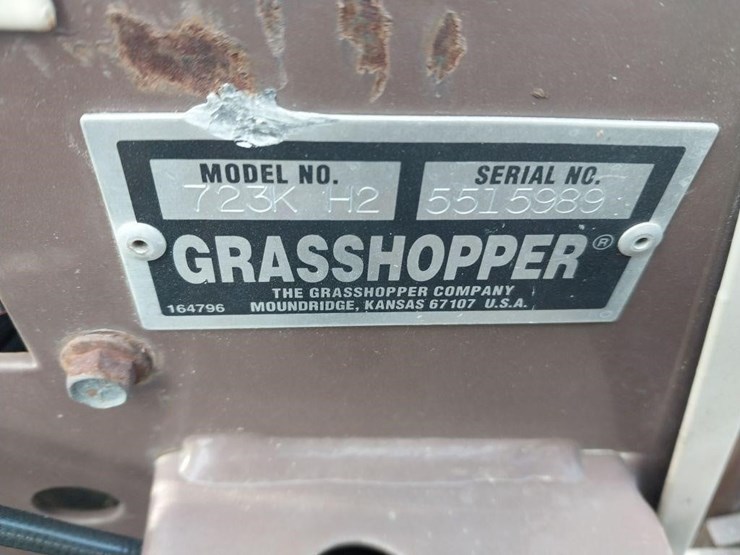 MODEL NO. SERIAL NO.
723K H2 5515989
GRASSHOPPER®
THE GRASSHOPPER COMPANY
164796 MOUNDRIDGE, KANSAS 67107 U.S.A.